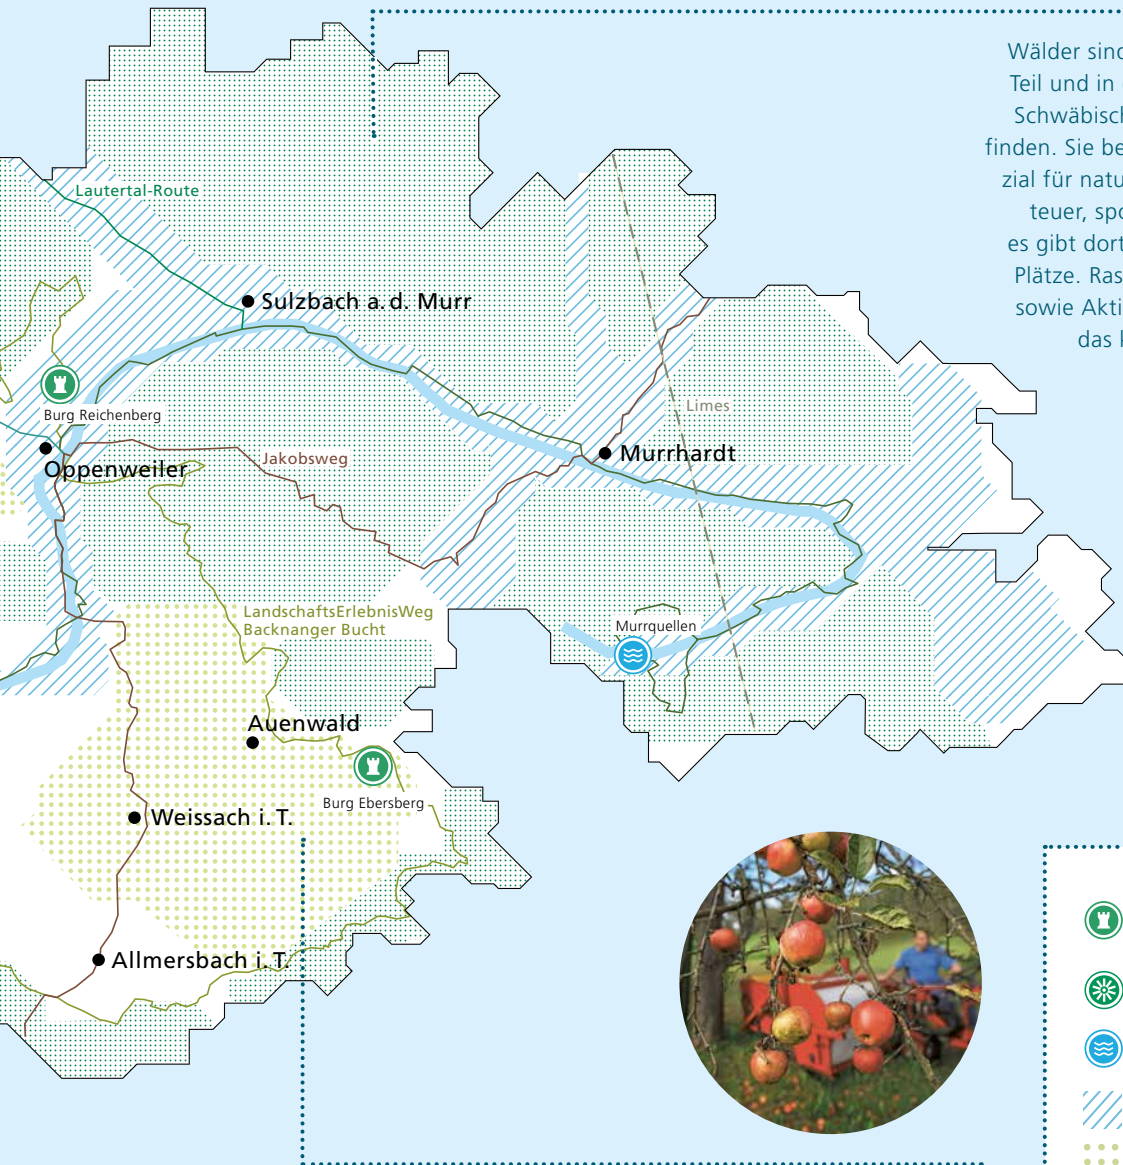 Wälder sind
Teil und in
Schwäbisch
finden. Sie be
zial für natu
teuer, spo
es gibt dort
Plätze. Ras
sowie Akti
das
Lautertal-Route
Sulzbach a. d. Murr
Burg Reichenberg
Limes
Oppenweiler
Jakobsweg
Murrhardt
LandschaftsErlebnisWeg
Backnanger Bucht
Murrquellen
Auenwald
Burg Ebersberg
Weissach i. T.
Allmersbach i. T.